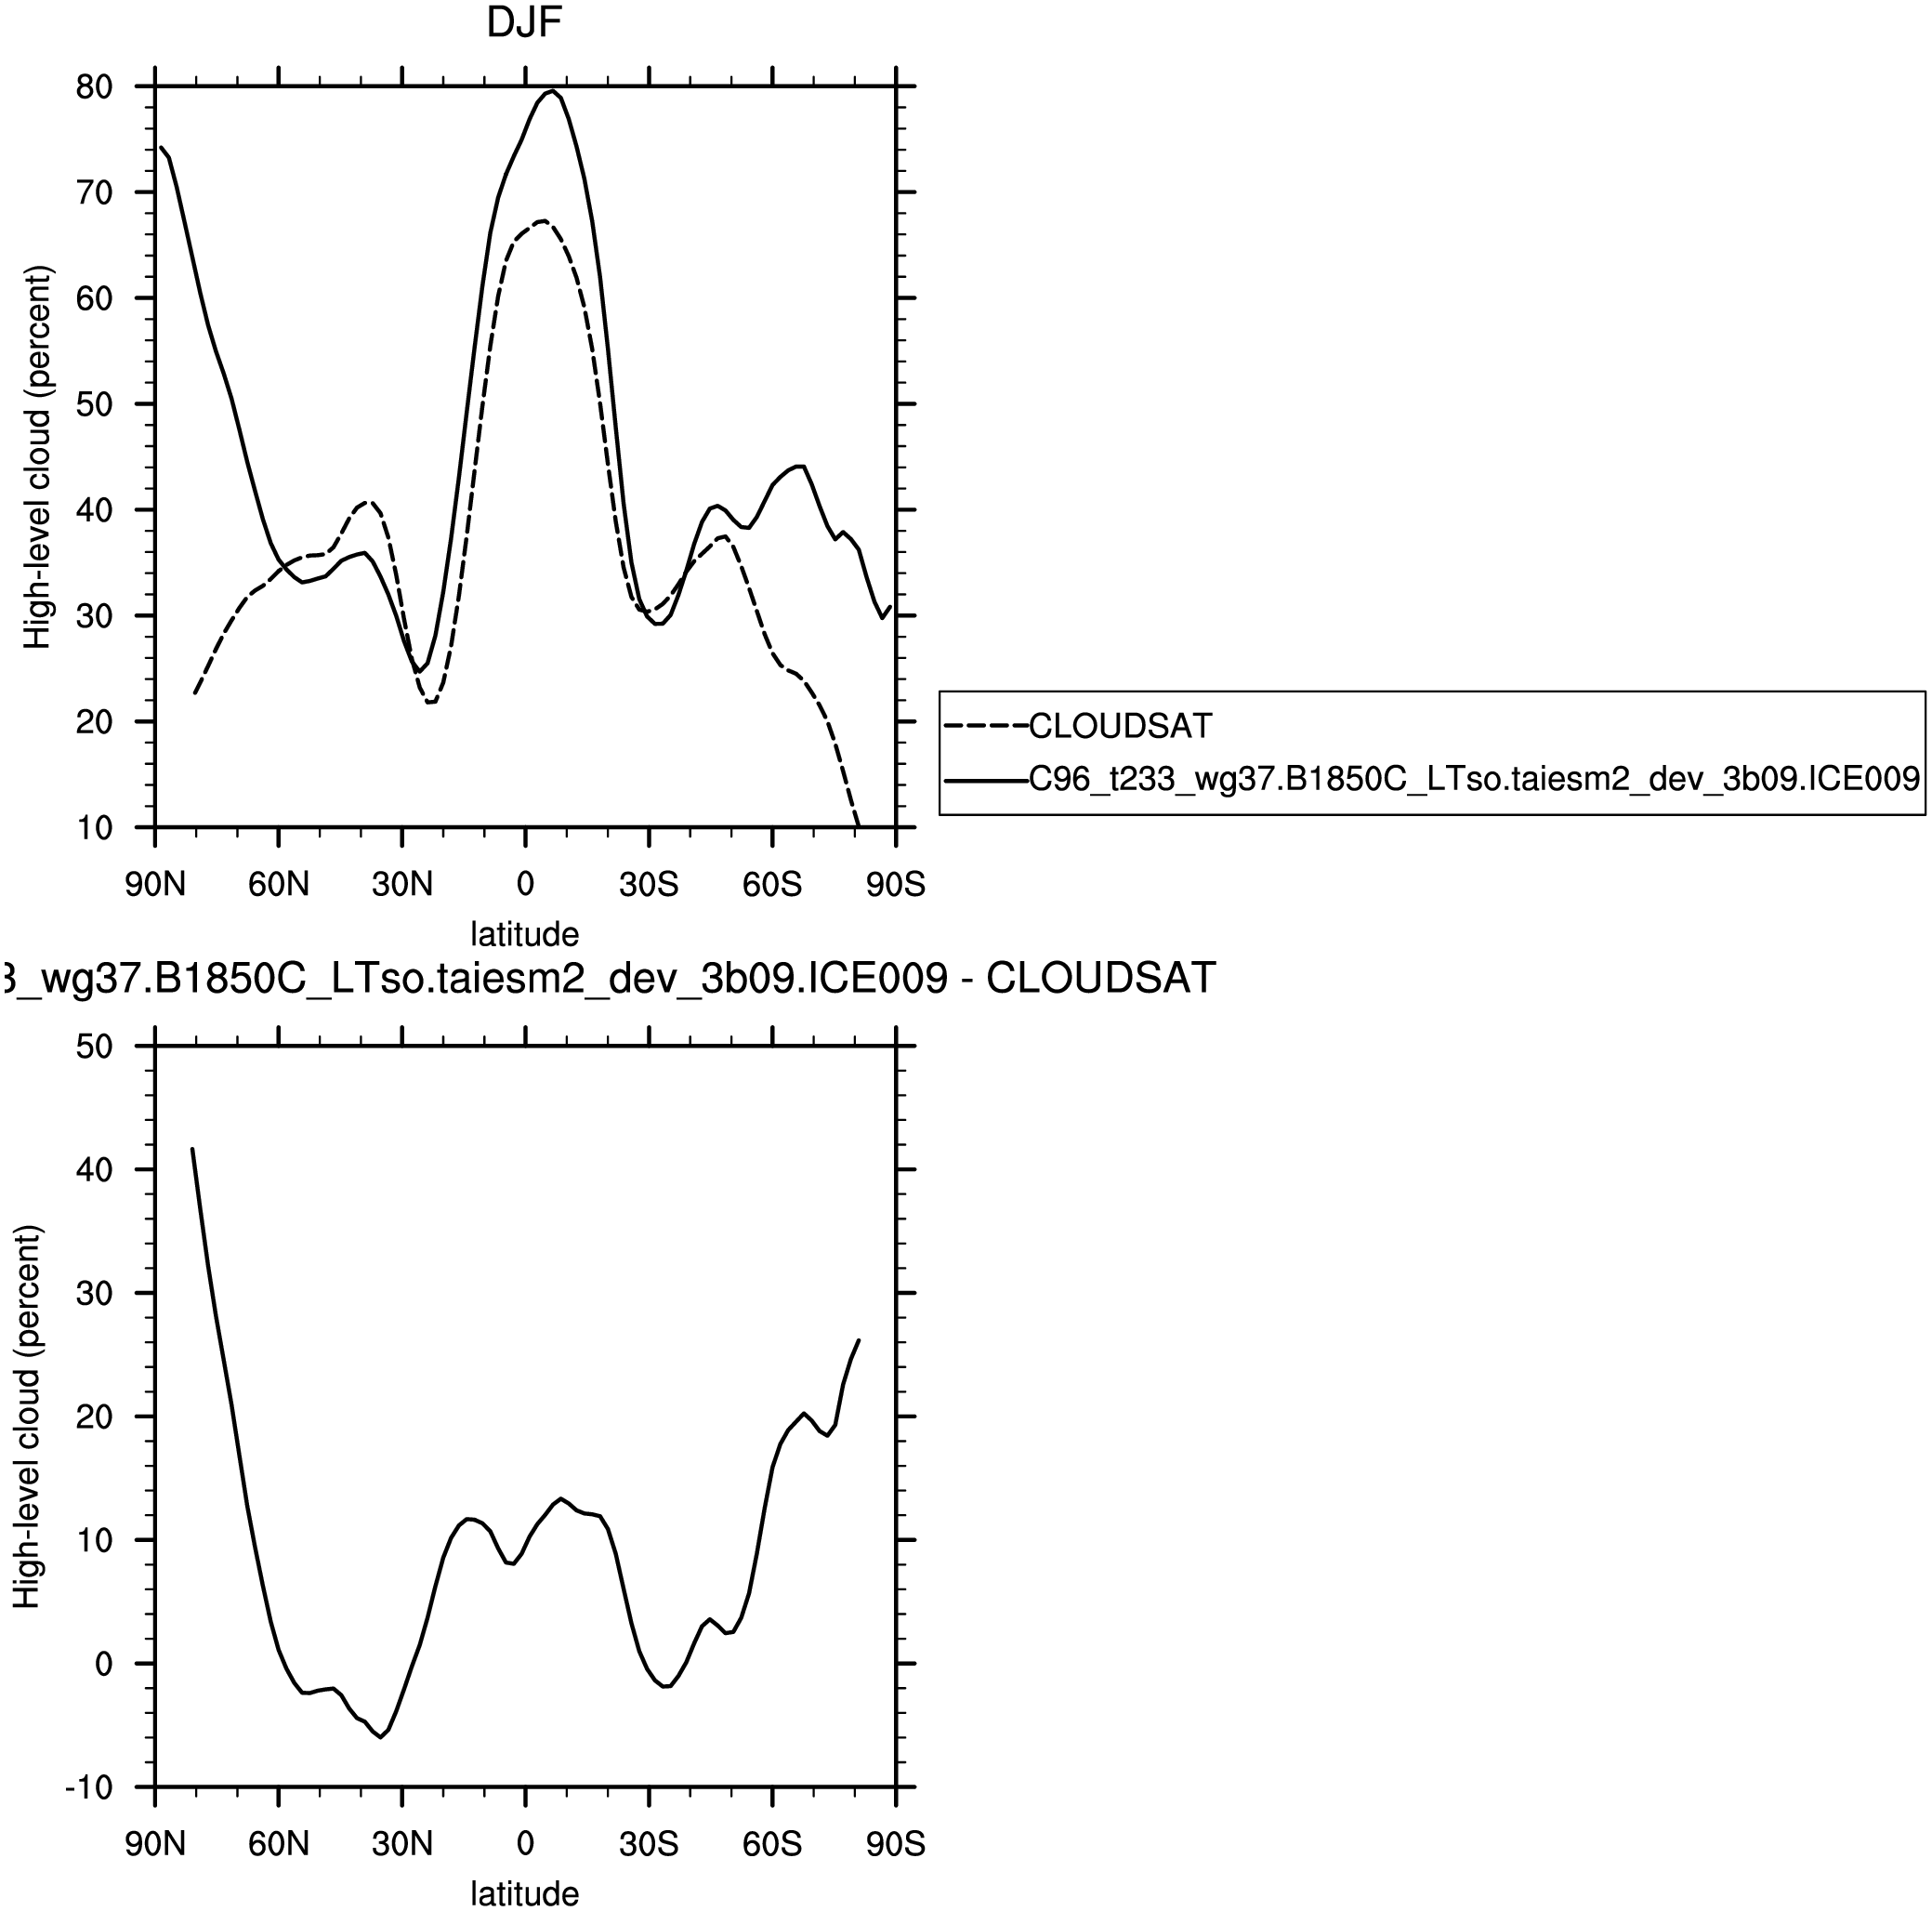 DJF
80
70
60
50
40
30
20
10
High-level cloud (percent)
90N 60N 30N 0 30S 60S 90S
latitude
CLOUDSAT
C96_t233_wg37.B1850C_LTso.taiesm2_dev_3b09.ICE009
3_wg37.B1850C_LTso.taiesm2_dev_3b09.ICE009 - CLOUDSAT
50
40
30
20
10
0
-10
High-level cloud (percent)
90N 60N 30N 0 30S 60S 90S
latitude